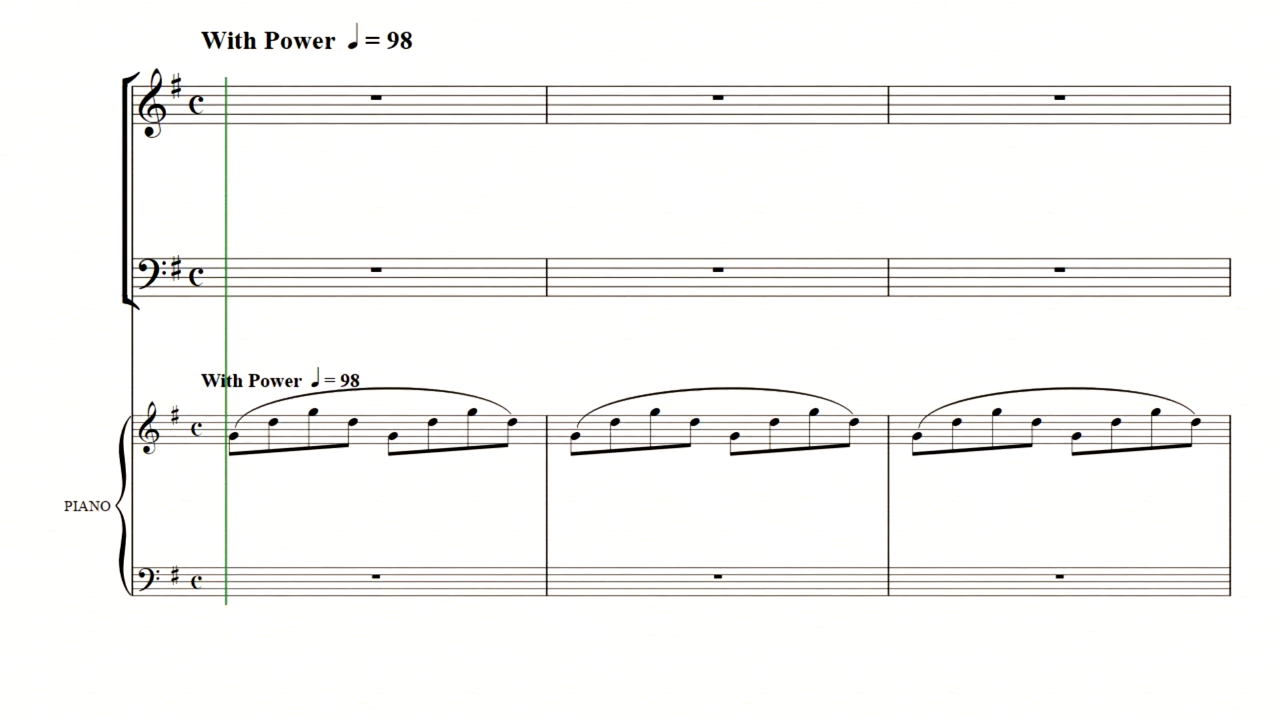 With Power ♩ = 98
With Power ♩ = 98
PIANO